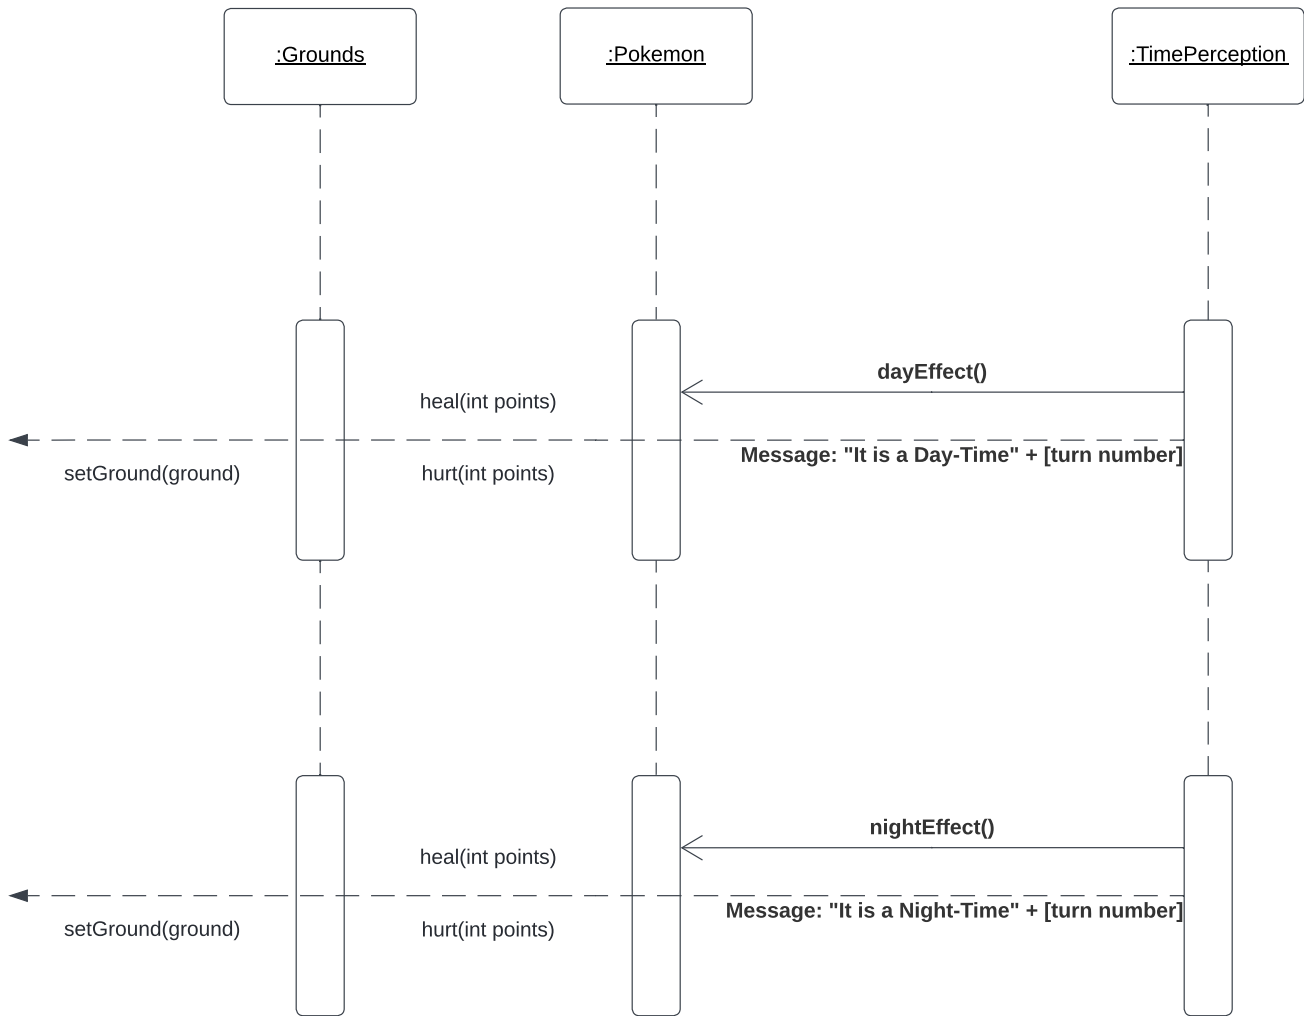 :Grounds
:Pokemon
:TimePerception
dayEffect()
heal(int points)
Message: "It is a Day-Time" + [turn number]
setGround(ground)
hurt(int points)
nightEffect()
heal(int points)
Message: "It is a Night-Time" + [turn number]
setGround(ground)
hurt(int points)